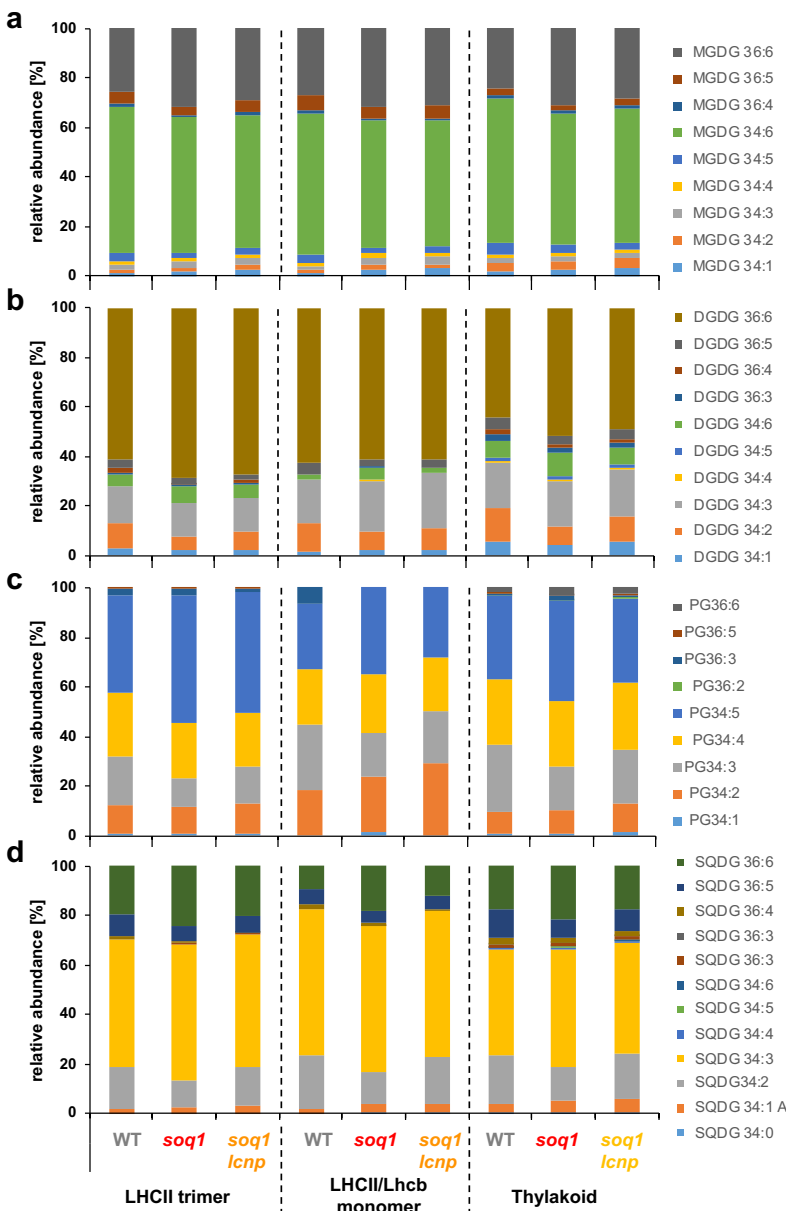 a
relative abundance [%]
100
80
60
40
20
0
MGDG 36:6
MGDG 36:5
MGDG 36:4
MGDG 34:6
MGDG 34:5
MGDG 34:4
MGDG 34:3
MGDG 34:2
MGDG 34:1
b
relative abundance [%]
100
80
60
40
20
0
DGDG 36:6
DGDG 36:5
DGDG 36:4
DGDG 36:3
DGDG 34:6
DGDG 34:5
DGDG 34:4
DGDG 34:3
DGDG 34:2
DGDG 34:1
c
relative abundance [%]
100
80
60
40
20
0
PG36:6
PG36:5
PG36:3
PG36:2
PG34:5
PG34:4
PG34:3
PG34:2
PG34:1
d
relative abundance [%]
100
80
60
40
20
0
SQDG 36:6
SQDG 36:5
SQDG 36:4
SQDG 36:3
SQDG 36:3
SQDG 34:6
SQDG 34:5
SQDG 34:4
SQDG 34:3
SQDG34:2
SQDG 34:1 A
SQDG 34:0
WT soq1 soq1 WT soq1 soq1 WT soq1 soq1
lcnp lcnp lcnp
LHCII trimer LHCII/Lhcb Thylakoid
monomer